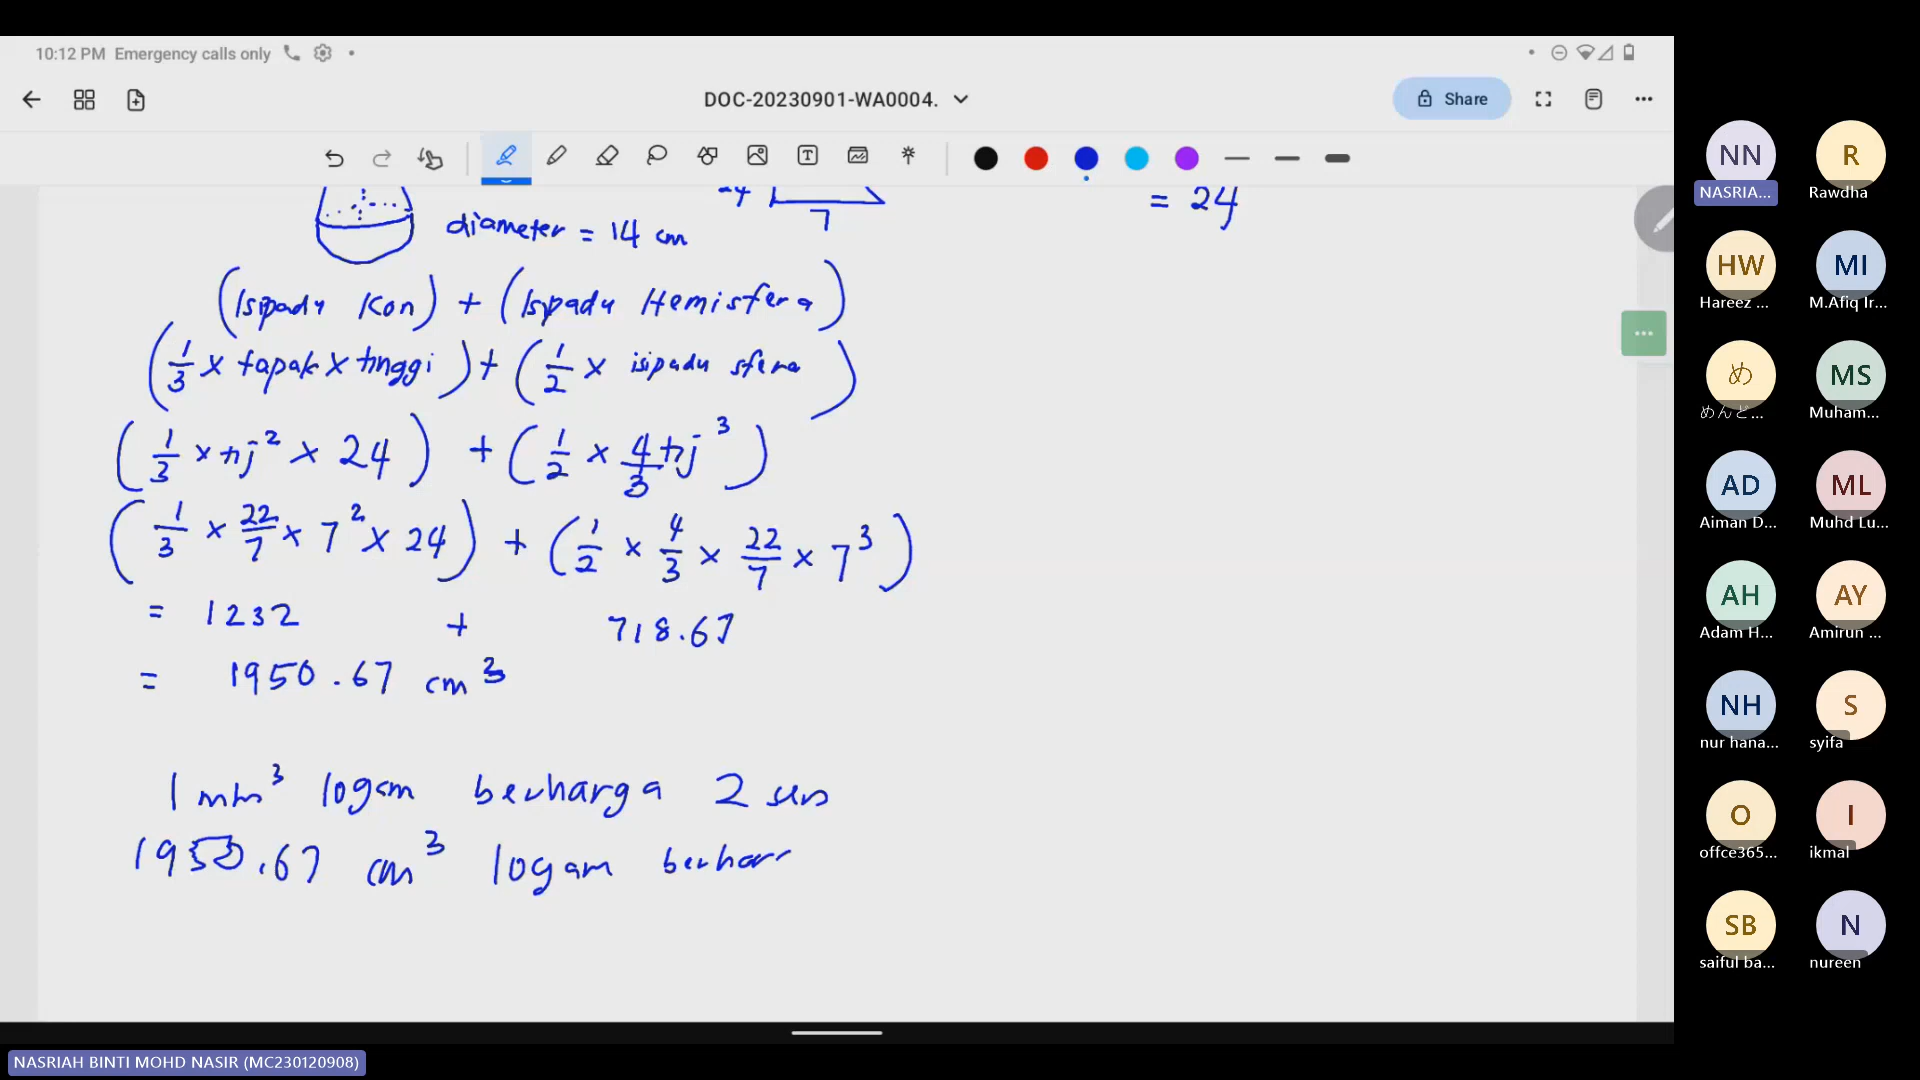 10:12 PM Emergency calls only
DOC-20230901-WA0004.
Share
= 24
24
7
diameter = 14 cm
(Isipadu Kon) + (Isipadu Hemisfera)
(1/3 × tapak × tinggi) + (1/2 × isipadu sfera)
(1/3 × πj² × 24) + (1/2 × 4/3 πj³)
(1/3 × 22/7 × 7² × 24) + (1/2 × 4/3 × 22/7 × 7³)
= 1232 + 718.67
= 1950.67 cm³
1 mm³ logam berharga 2 sen
1950.67 cm³ logam berhar
NN
NASRIA...
R
Rawdha
HW
Hareez ...
MI
M.Afiq Ir...
め
めんど...
MS
Muham...
AD
Aiman D...
ML
Muhd Lu...
AH
Adam H...
AY
Amirun ...
NH
nur hana...
S
syifa
O
offce365...
I
ikmal
SB
saiful ba...
N
nureen
NASRIAH BINTI MOHD NASIR (MC230120908)